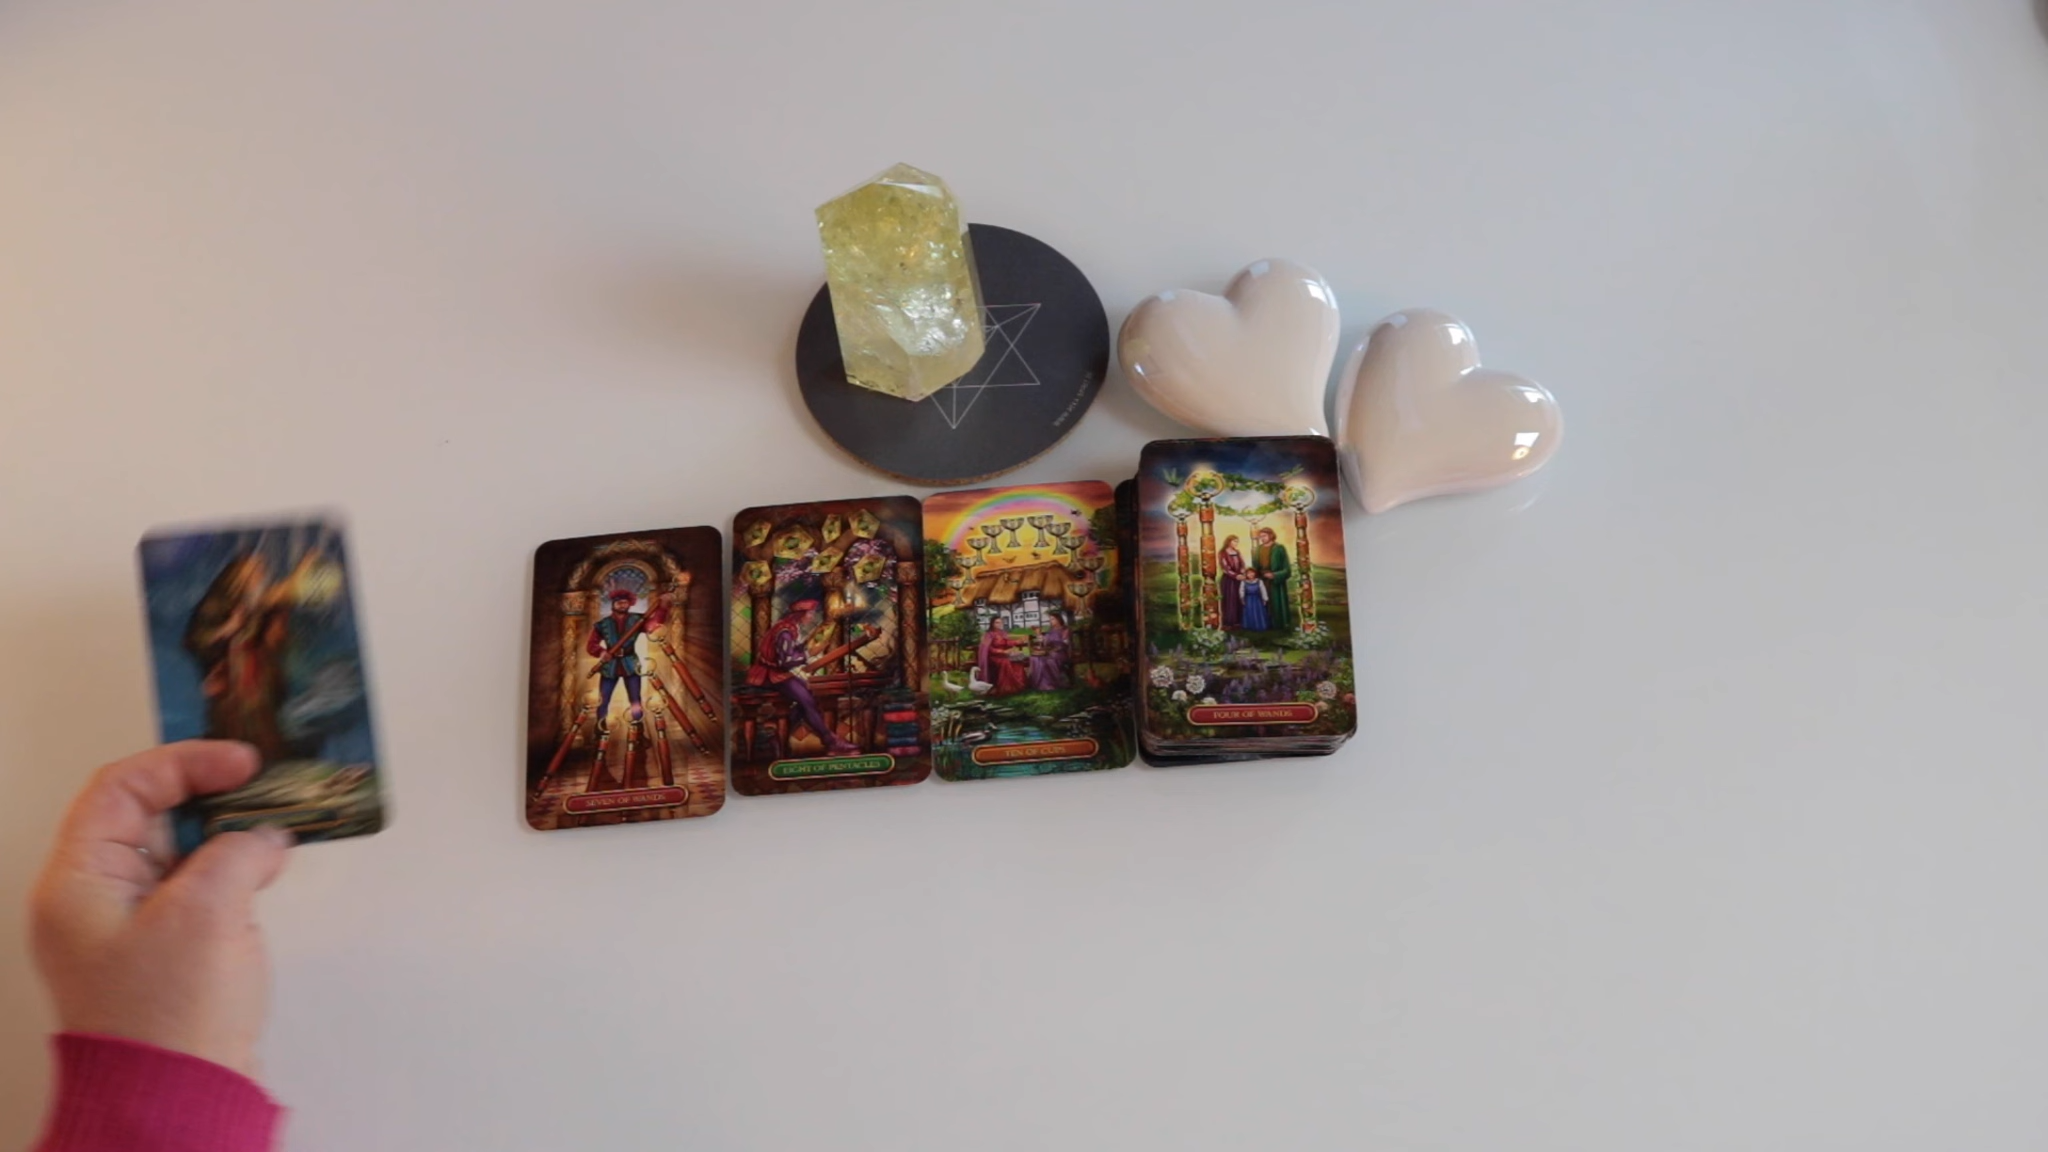 SEVEN OF WANDS
EIGHT OF PENTACLES
TEN OF CUPS
FOUR OF WANDS